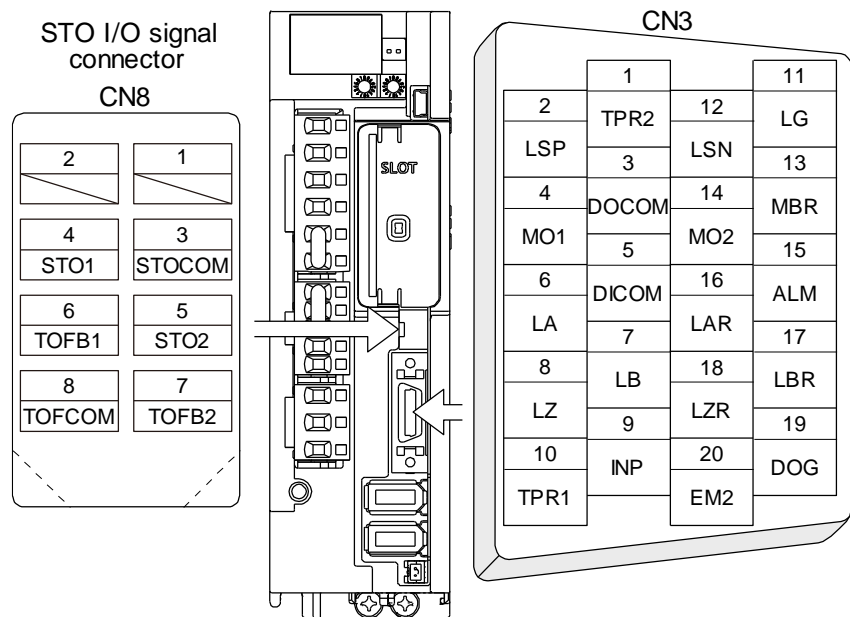 STO I/O signal
connector
CN8
2 1
4 3
STO1 STOCOM
6 5
TOFB1 STO2
8 7
TOFCOM TOFB2
SLOT
CN3
1 11
2 TPR2 12 LG
LSP 3 LSN 13
4 DOCOM 14 MBR
MO1 5 MO2 15
6 DICOM 16 ALM
LA 7 LAR 17
8 LB 18 LBR
LZ 9 LZR 19
10 INP 20 DOG
TPR1 EM2